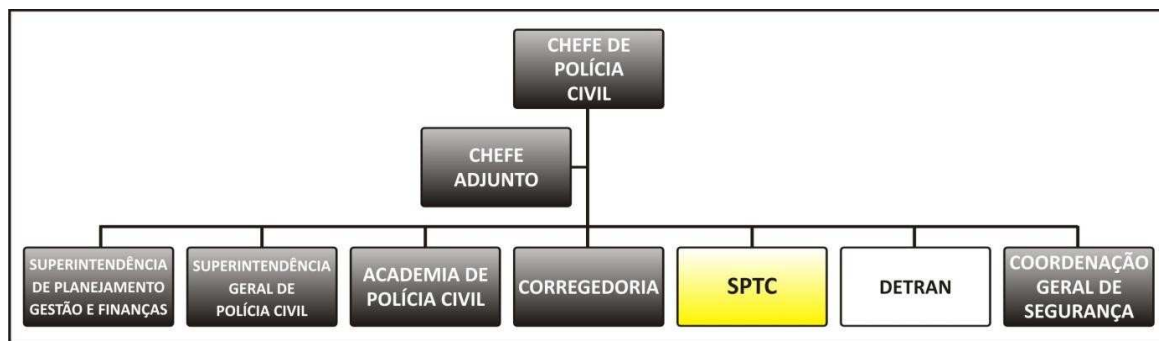 CHEFE DE
POLÍCIA
CIVIL
CHEFE
ADJUNTO
SUPERINTENDÊNCIA
DE PLANEJAMENTO
GESTÃO E FINANÇAS
SUPERINTENDÊNCIA
GERAL DE
POLÍCIA CIVIL
ACADEMIA DE
POLÍCIA CIVIL
CORREGEDORIA
SPTC
DETRAN
COORDENAÇÃO
GERAL DE
SEGURANÇA